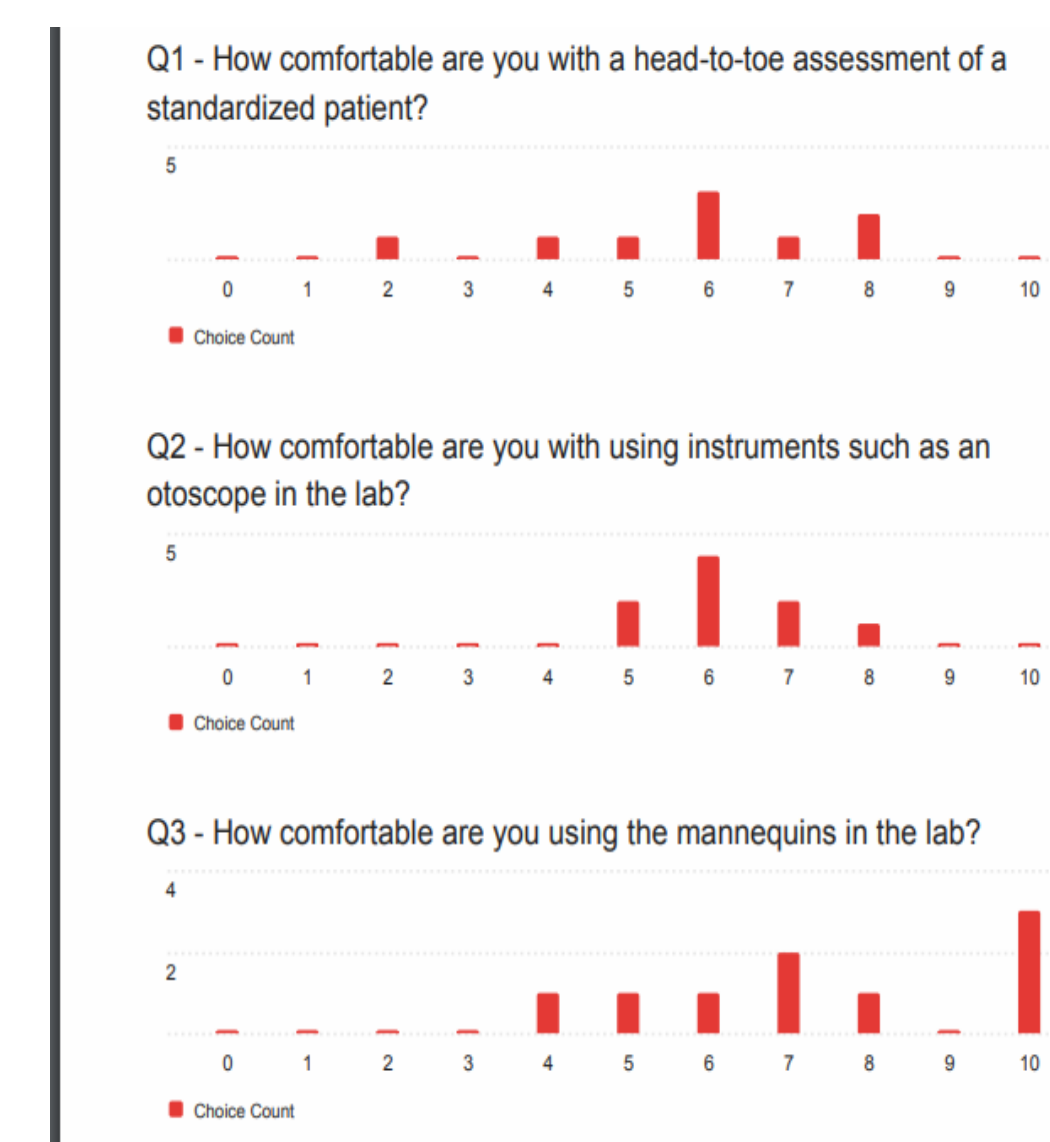 Q1 - How comfortable are you with a head-to-toe assessment of a
standardized patient?
5
0 1 2 3 4 5 6 7 8 9 10
Choice Count
Q2 - How comfortable are you with using instruments such as an
otoscope in the lab?
5
0 1 2 3 4 5 6 7 8 9 10
Choice Count
Q3 - How comfortable are you using the mannequins in the lab?
4
2
0 1 2 3 4 5 6 7 8 9 10
Choice Count